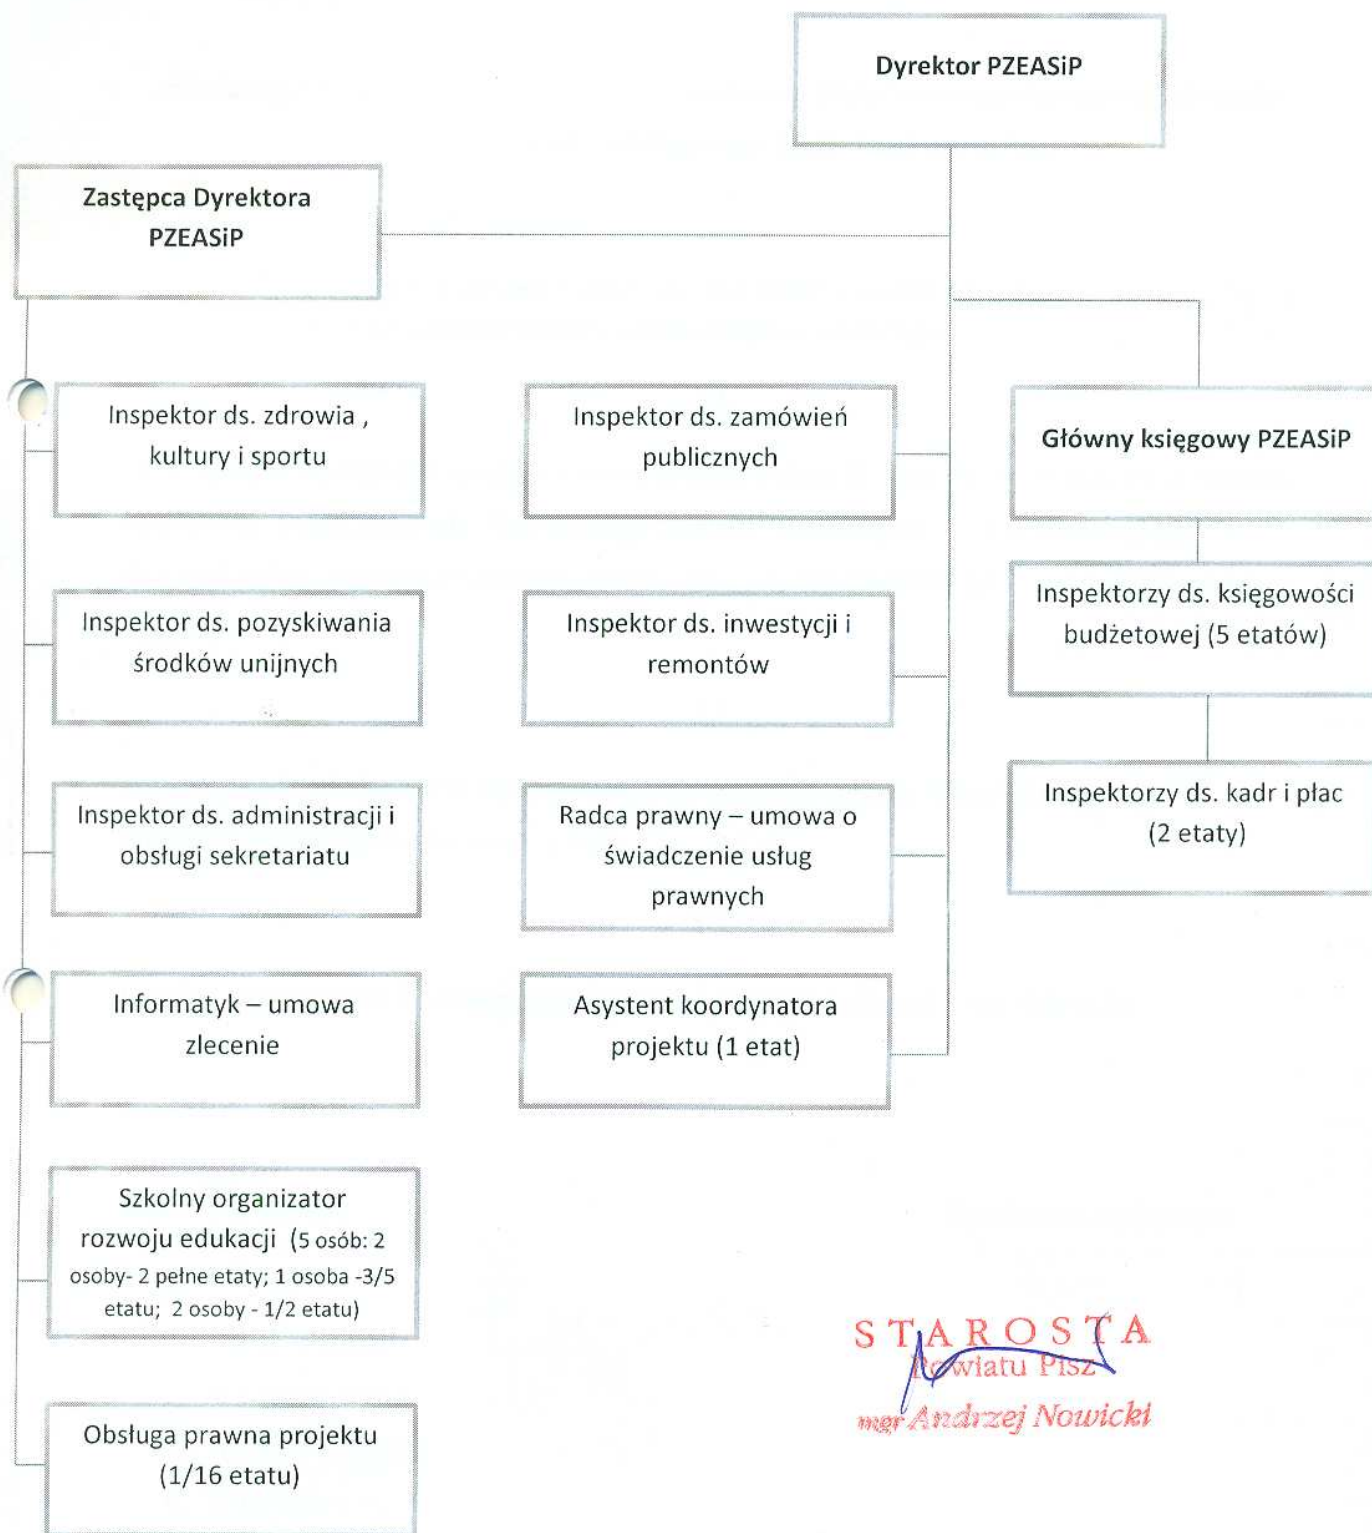 Dyrektor PZEASiP
Zastępca Dyrektora
PZEASiP
Inspektor ds. zdrowia ,
kultury i sportu
Inspektor ds. pozyskiwania
środków unijnych
Inspektor ds. administracji i
obsługi sekretariatu
Informatyk – umowa
zlecenie
Szkolny organizator
rozwoju edukacji (5 osób: 2
osoby- 2 pełne etaty; 1 osoba -3/5
etatu; 2 osoby - 1/2 etatu)
Obsługa prawna projektu
(1/16 etatu)
Inspektor ds. zamówień
publicznych
Inspektor ds. inwestycji i
remontów
Radca prawny – umowa o
świadczenie usług
prawnych
Asystent koordynatora
projektu (1 etat)
Główny księgowy PZEASiP
Inspektorzy ds. księgowości
budżetowej (5 etatów)
Inspektorzy ds. kadr i płac
(2 etaty)
STAROSTA
Powiatu Pisz
mgr Andrzej Nowicki